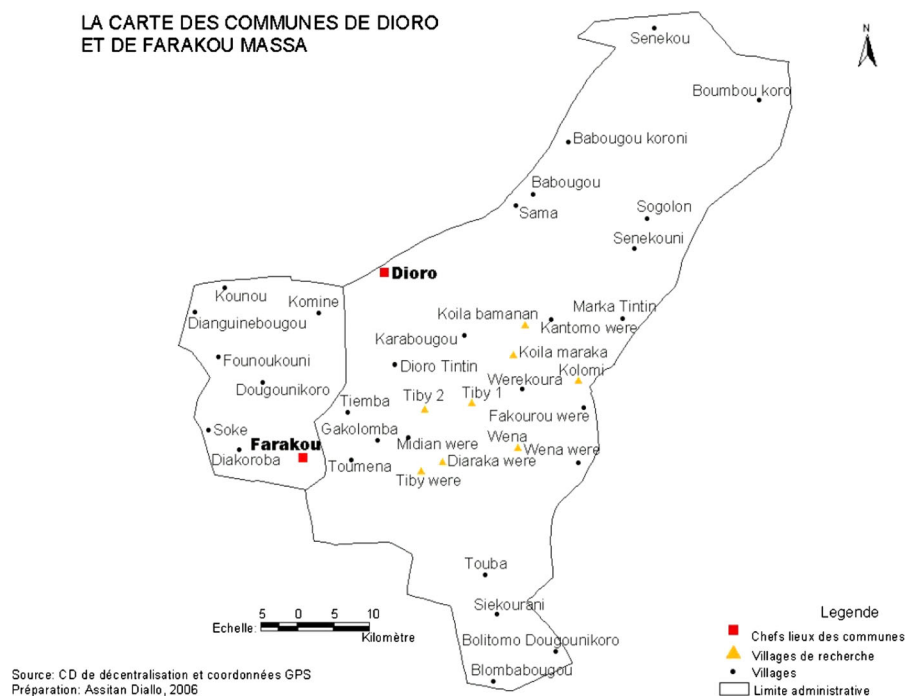 LA CARTE DES COMMUNES DE DIORO
ET DE FARAKOU MASSA
N
Senekou
Boumbou koro
Babougou koroni
Babougou
Sama
Sogolon
Senekouni
Dioro
Kounou
Komine
Dianguinebougou
Koila bamanan
Marka Tintin
Kantomo were
Karabougou
Founoukouni
Koila maraka
Dioro Tintin
Kolomi
Dougounikoro
Werekoura
Tiby 2
Tiby 1
Tiemba
Fakourou were
Soke
Gakolomba
Farakou
Midian were
Wena
Wena were
Diakoroba
Toumena
Diaraka were
Tiby were
Touba
Siekourani
Bolitomo Dougounikoro
Blombabougou
5 0 5 10
Echelle:
Kilomètre
Legende
Chefs lieux des communes
Villages de recherche
Villages
Limite administrative
Source: CD de décentralisation et coordonnées GPS
Préparation: Assitan Diallo, 2006